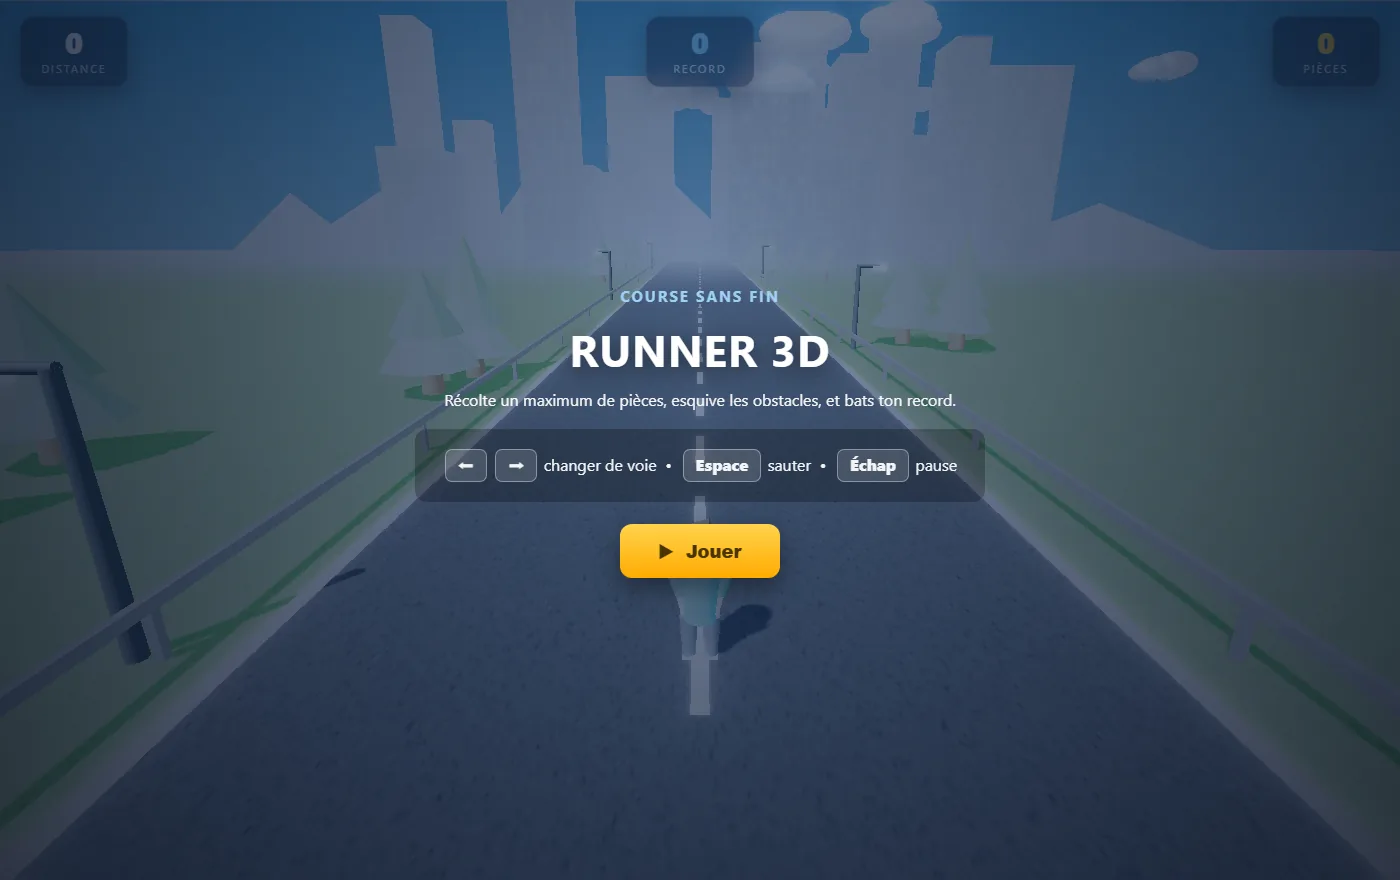 0
DISTANCE
0
RECORD
0
PIÈCES
COURSE SANS FIN
RUNNER 3D
Récolte un maximum de pièces, esquive les obstacles, et bats ton record.
← → changer de voie • Espace sauter • Échap pause
▶ Jouer